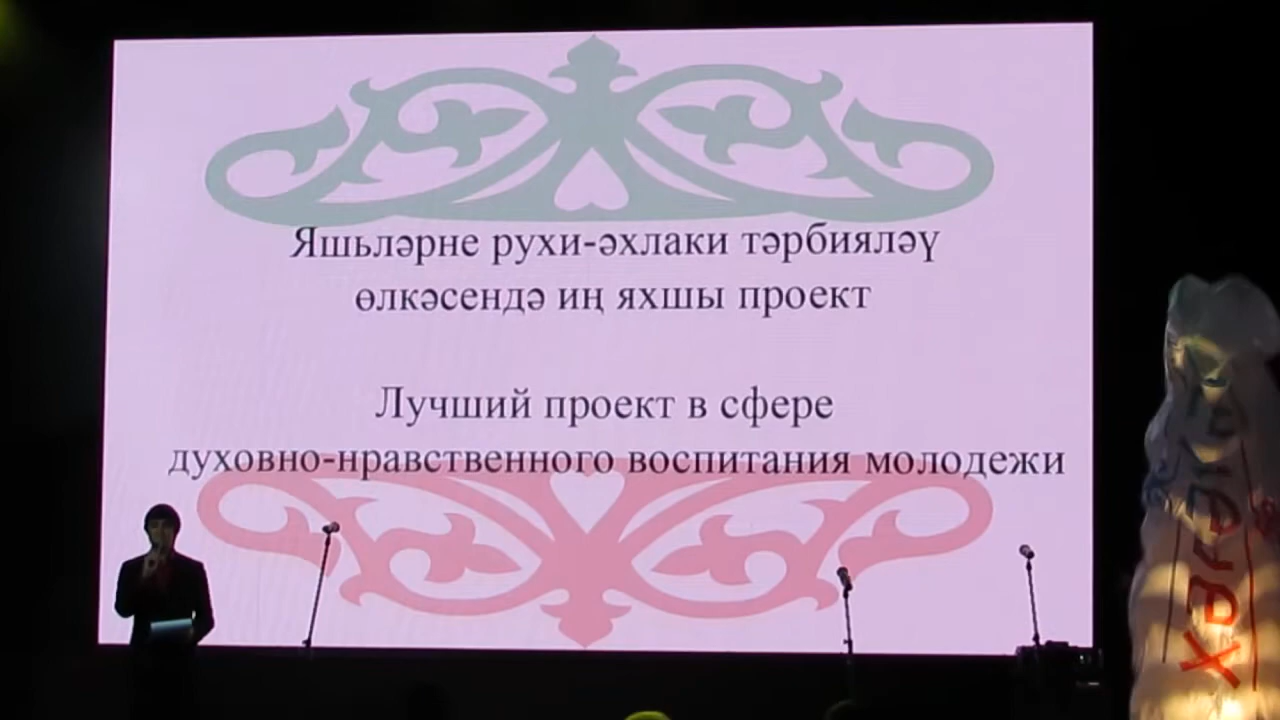 Яшьләрне рухи-әхлаки тәрбияләү
өлкәсендә иң яхшы проект
Лучший проект в сфере
духовно-нравственного воспитания молодежи